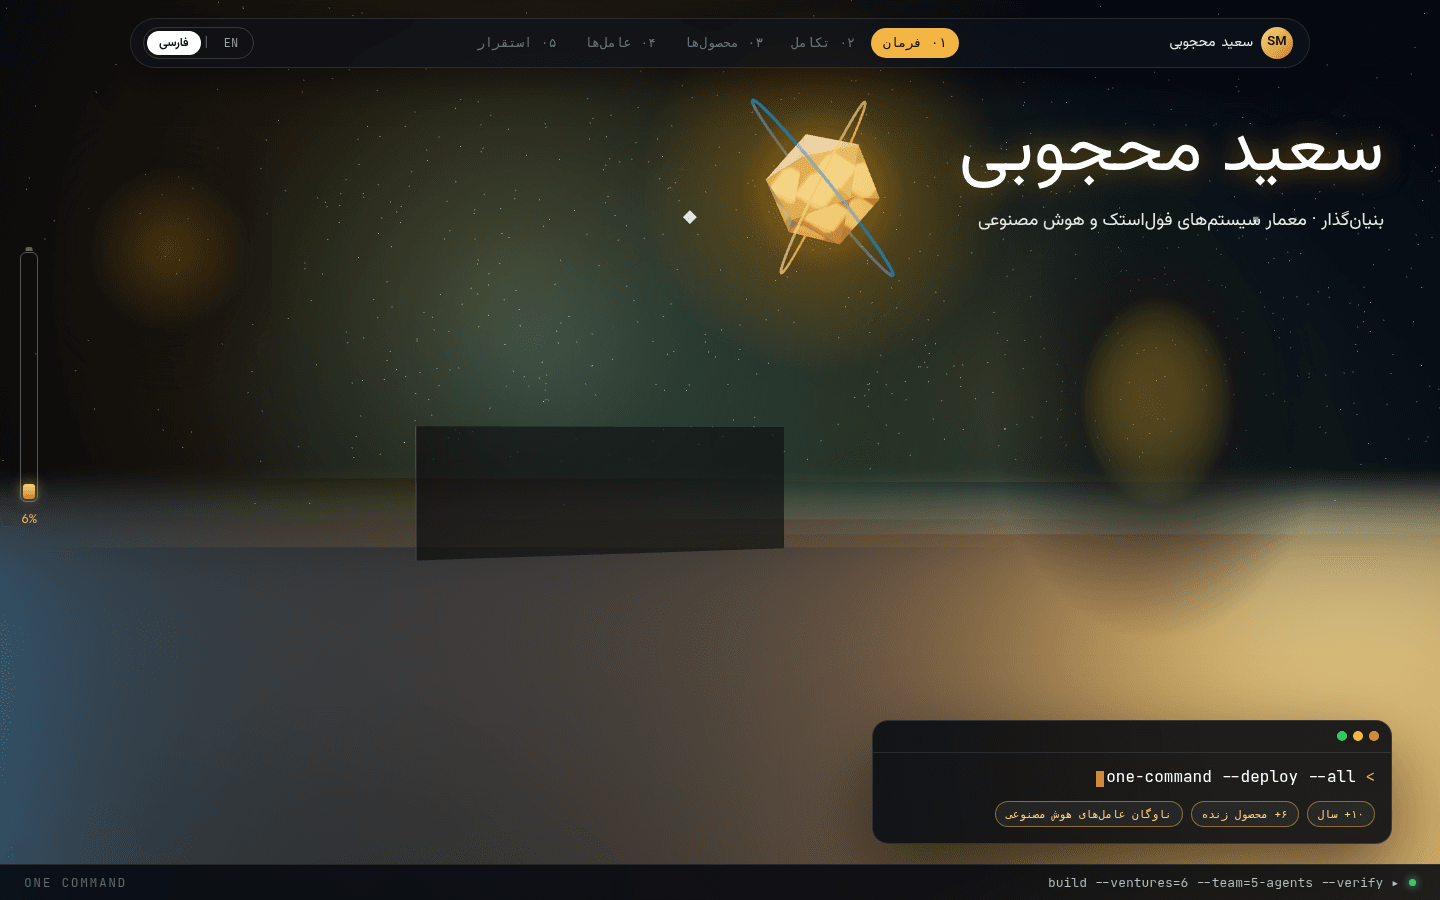 SM سعید محجوبی
۰۱ فرمان
۰۲ تکامل
۰۳ محصول‌ها
۰۴ عامل‌ها
۰۵ استقرار
EN | فارسی
سعید محجوبی
بنیان‌گذار · معمار سیستم‌های فول‌استک و هوش مصنوعی
6%
> one-command --deploy --all
۱۰+ سال
۶+ محصول زنده
ناوگان عامل‌های هوش مصنوعی
▸ build --ventures=6 --team=5-agents --verify
ONE COMMAND